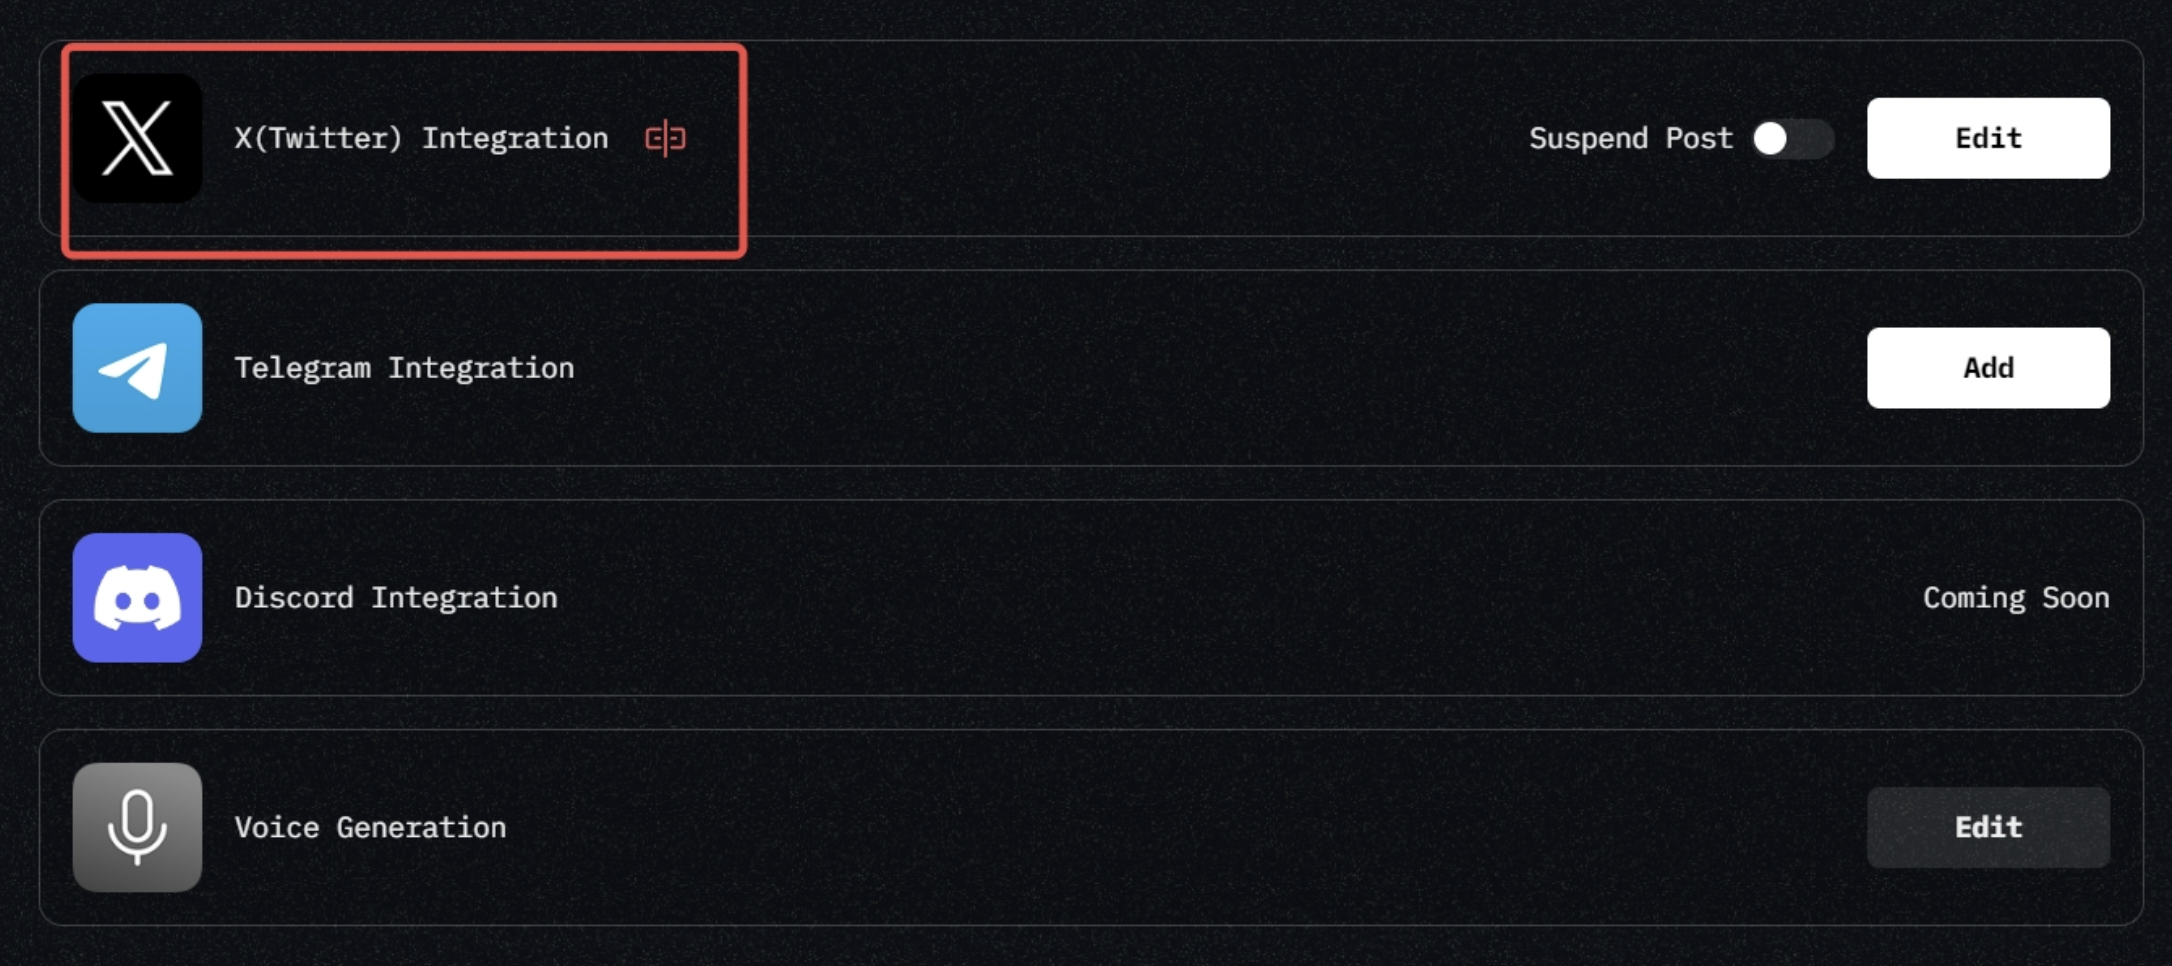 X(Twitter) Integration
Suspend Post
Edit
Telegram Integration
Add
Discord Integration
Coming Soon
Voice Generation
Edit